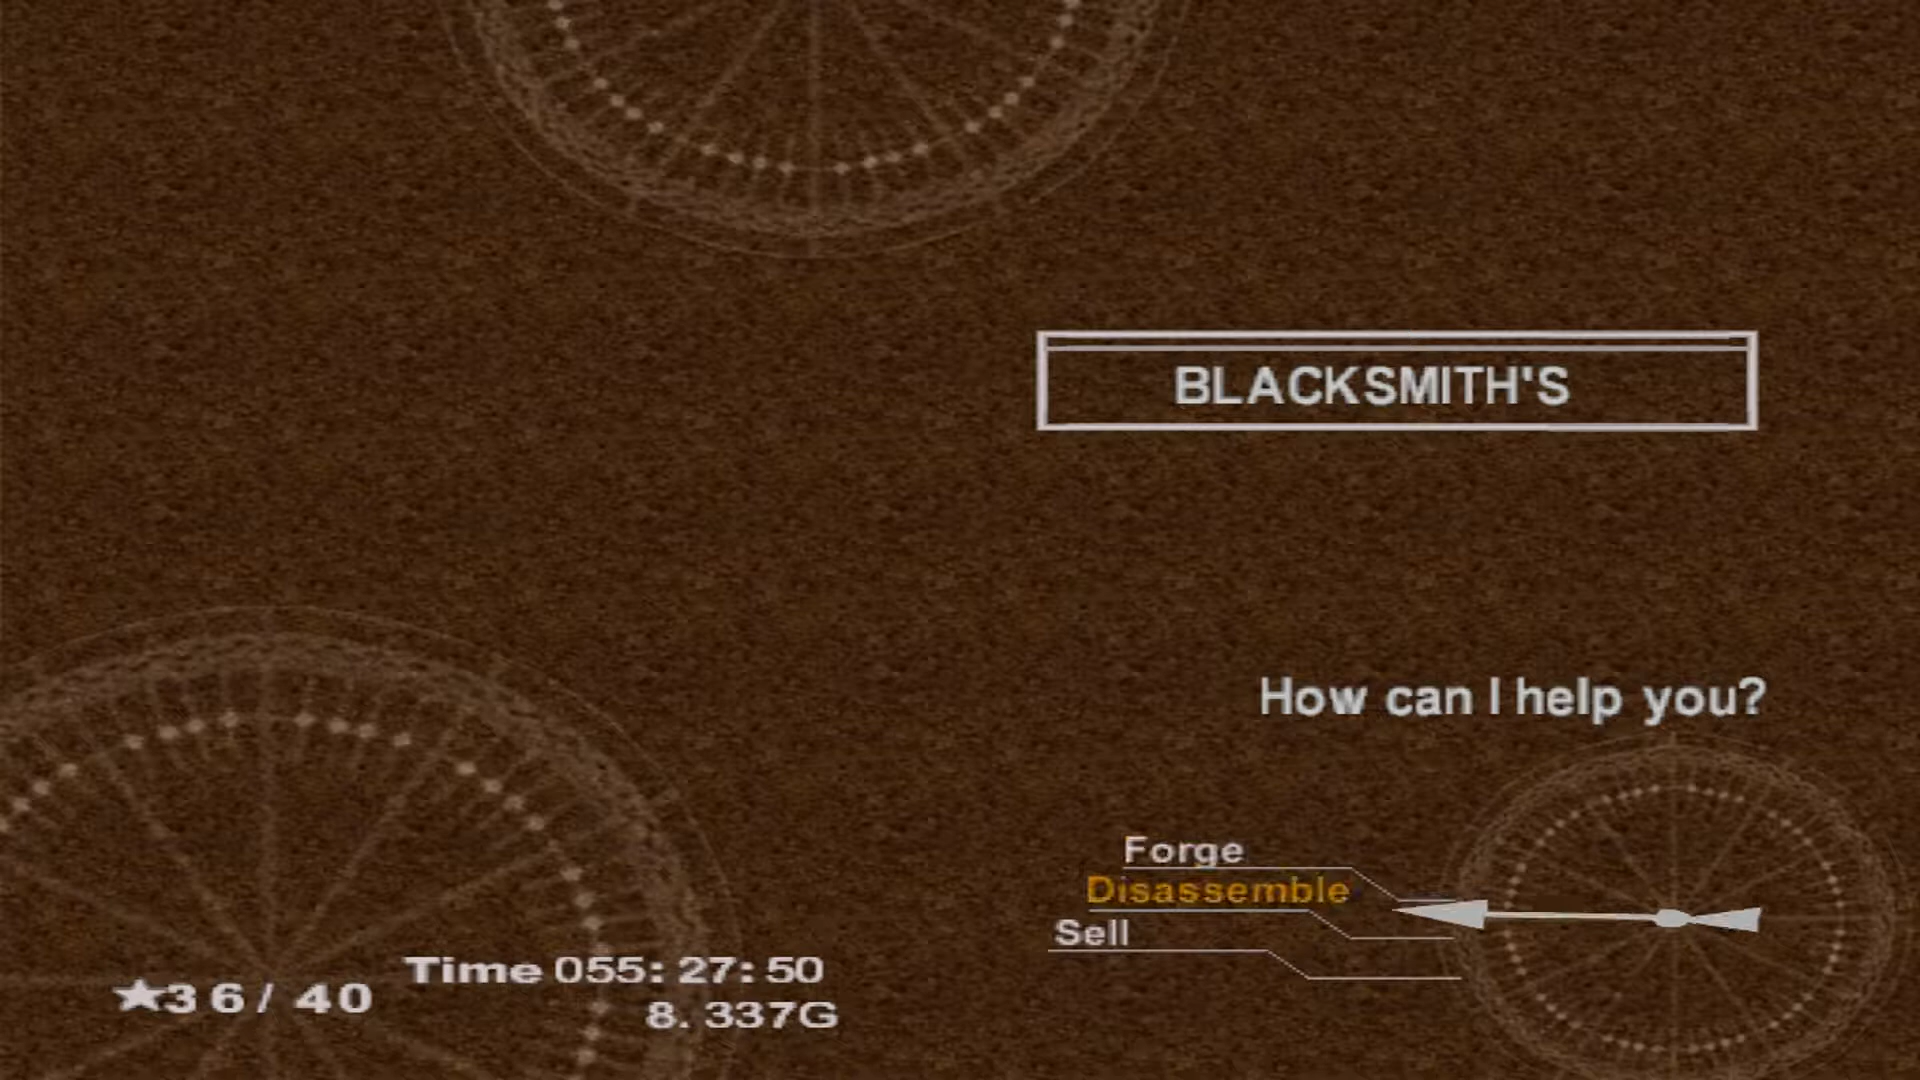 BLACKSMITH'S
How can I help you?
Forge
Disassemble
Sell
★36/ 40
Time 055: 27: 50
8. 337G